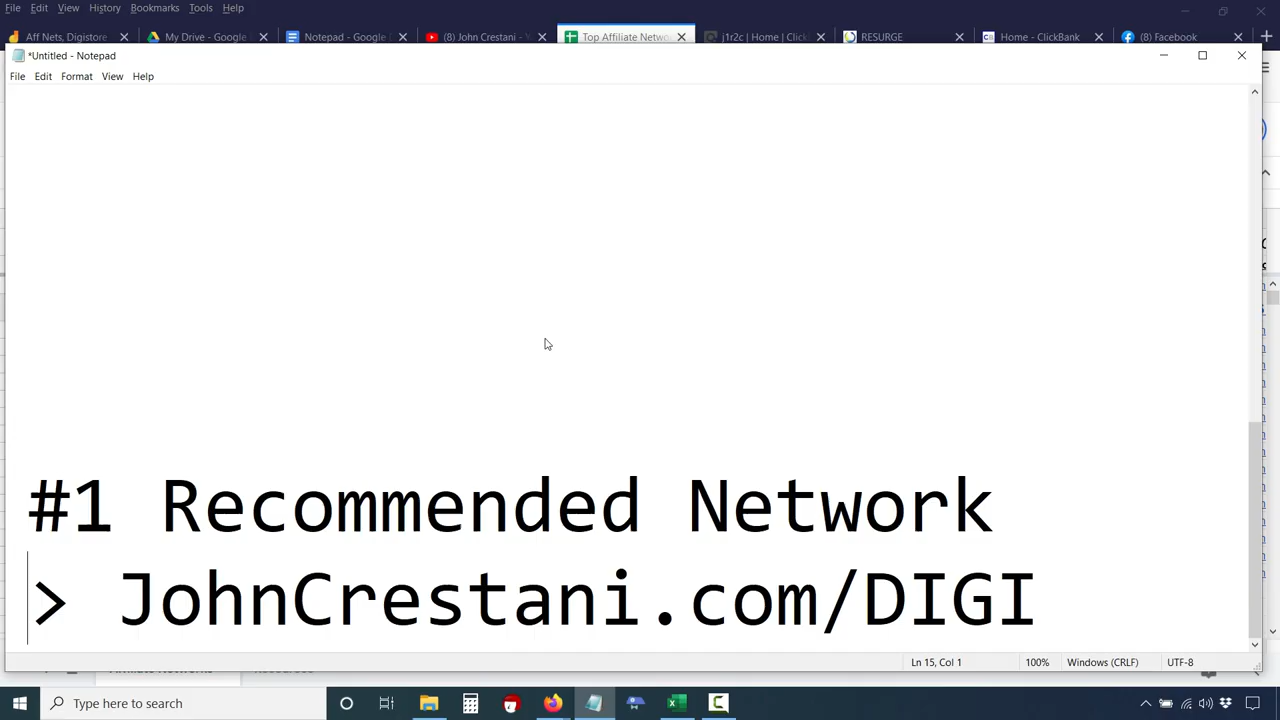 File Edit View History Bookmarks Tools Help
Aff Nets, Digistore My Drive - Google Notepad - Google (8) John Crestani - Top Affiliate Netwo j1r2c | Home | Click RESURGE Home - ClickBank (8) Facebook
*Untitled - Notepad
File Edit Format View Help
#1 Recommended Network
> JohnCrestani.com/DIGI
Ln 15, Col 1 100% Windows (CRLF) UTF-8
Type here to search